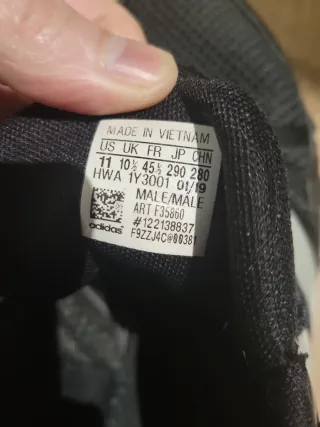 MADE IN VIETNAM
US UK FR JP CHN
11 10½ 45⅓ 290 280
HWA 1Y3001 01/19
MALE/MALE
ART F35860
#122138837
adidas F9ZZJ4C@00381